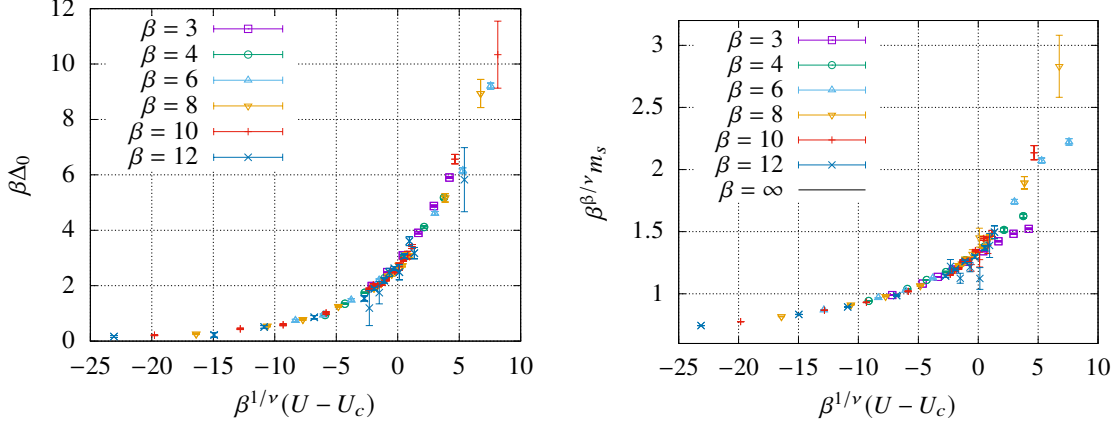 12
10
8
6
4
2
0
βΔ₀
β = 3
β = 4
β = 6
β = 8
β = 10
β = 12
−25 −20 −15 −10 −5 0 5 10
β^{1/ν}(U − U_c)
3
2.5
2
1.5
1
β^{β/ν} m_s
β = 3
β = 4
β = 6
β = 8
β = 10
β = 12
β = ∞
−25 −20 −15 −10 −5 0 5 10
β^{1/ν}(U − U_c)